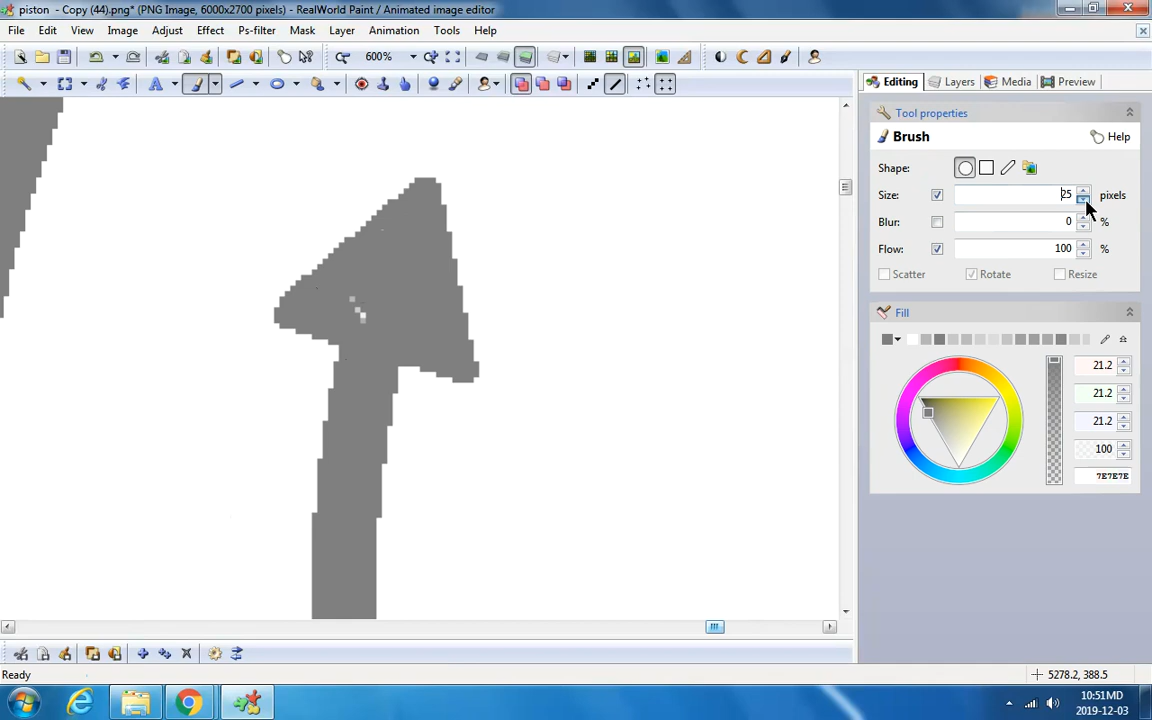 piston - Copy (44).png* (PNG Image, 6000x2700 pixels) - RealWorld Paint / Animated image editor
File Edit View Image Adjust Effect Ps-filter Mask Layer Animation Tools Help
600%
Editing Layers Media Preview
Tool properties
Brush Help
Shape:
Size: 25 pixels
Blur: 0 %
Flow: 100 %
Scatter Rotate Resize
Fill
21.2
21.2
21.2
100
7E7E7E
Ready 5278.2, 388.5
10:51MD
2019-12-03